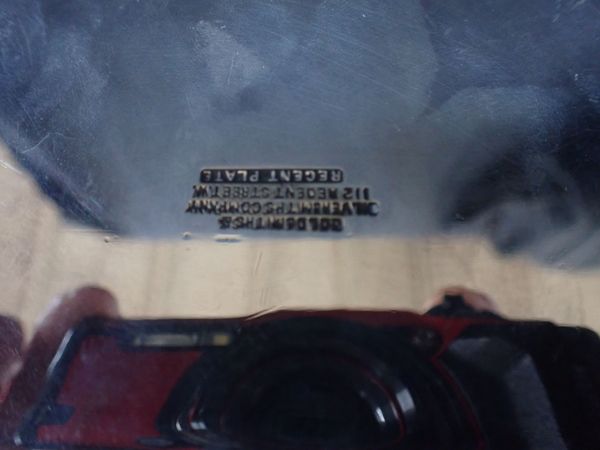 GOLDSMITHS &
SILVERSMITHS COMPANY
112 REGENT STREET.W.
REGENT PLATE